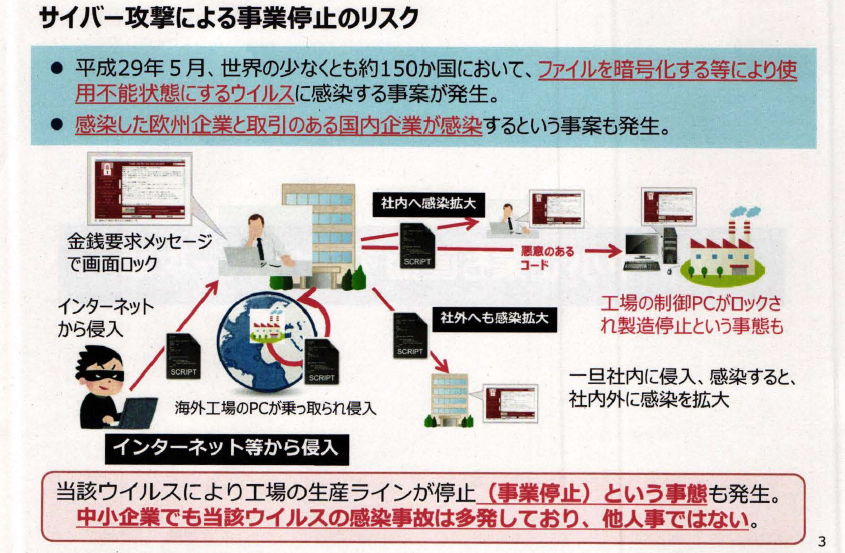 サイバー攻撃による事業停止のリスク
● 平成29年５月、世界の少なくとも約150か国において、ファイルを暗号化する等により使
用不能状態にするウイルスに感染する事案が発生。
● 感染した欧州企業と取引のある国内企業が感染するという事案も発生。
社内へ感染拡大
金銭要求メッセージ
で画面ロック
SCRIPT
悪意のある
コード
工場の制御PCがロックさ
れ製造停止という事態も
インターネット
から侵入
社外へも感染拡大
SCRIPT
SCRIPT
SCRIPT
一旦社内に侵入、感染すると、
社内外に感染を拡大
海外工場のPCが乗っ取られ侵入
インターネット等から侵入
当該ウイルスにより工場の生産ラインが停止（事業停止）という事態も発生。
中小企業でも当該ウイルスの感染事故は多発しており、他人事ではない。
3